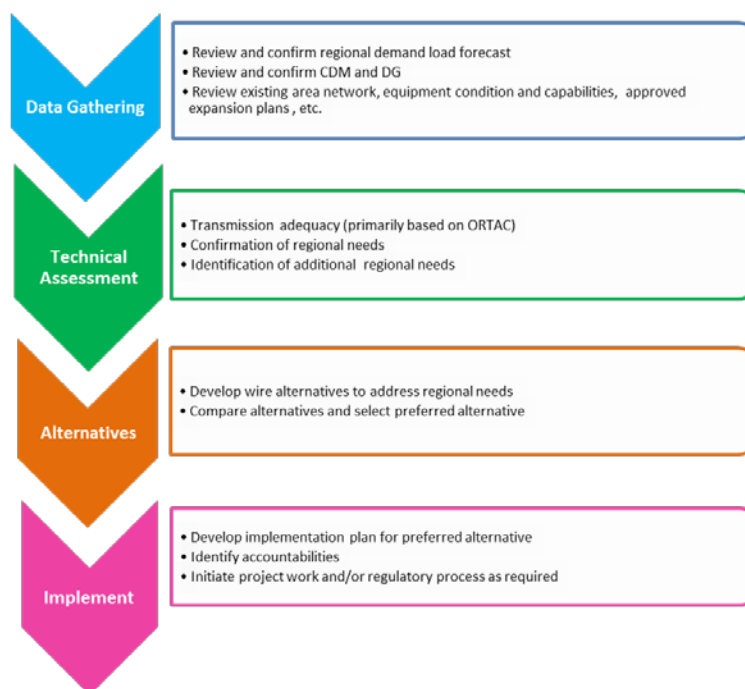 Data Gathering
• Review and confirm regional demand load forecast
• Review and confirm CDM and DG
• Review existing area network, equipment condition and capabilities, approved
expansion plans , etc.
Technical
Assessment
• Transmission adequacy (primarily based on ORTAC)
• Confirmation of regional needs
• Identification of additional regional needs
Alternatives
• Develop wire alternatives to address regional needs
• Compare alternatives and select preferred alternative
Implement
• Develop implementation plan for preferred alternative
• Identify accountabilities
• Initiate project work and/or regulatory process as required